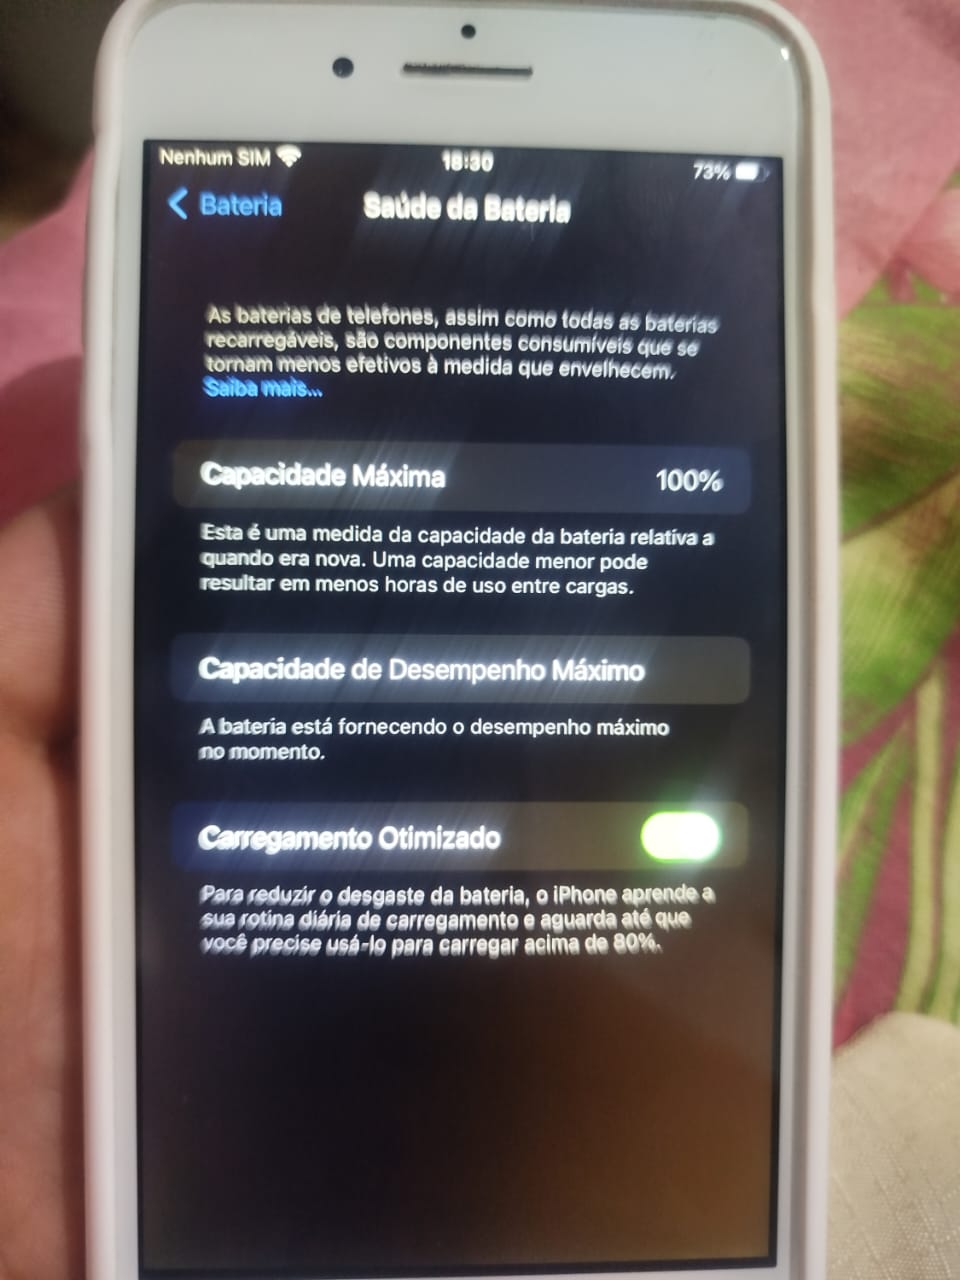 Nenhum SIM 18:30 73%
Bateria Saúde da Bateria
As baterias de telefones, assim como todas as baterias
recarregáveis, são componentes consumíveis que se
tornam menos efetivos à medida que envelhecem.
Saiba mais...
Capacidade Máxima 100%
Esta é uma medida da capacidade da bateria relativa a
quando era nova. Uma capacidade menor pode
resultar em menos horas de uso entre cargas.
Capacidade de Desempenho Máximo
A bateria está fornecendo o desempenho máximo
no momento.
Carregamento Otimizado
Para reduzir o desgaste da bateria, o iPhone aprende a
sua rotina diária de carregamento e aguarda até que
você precise usá-lo para carregar acima de 80%.